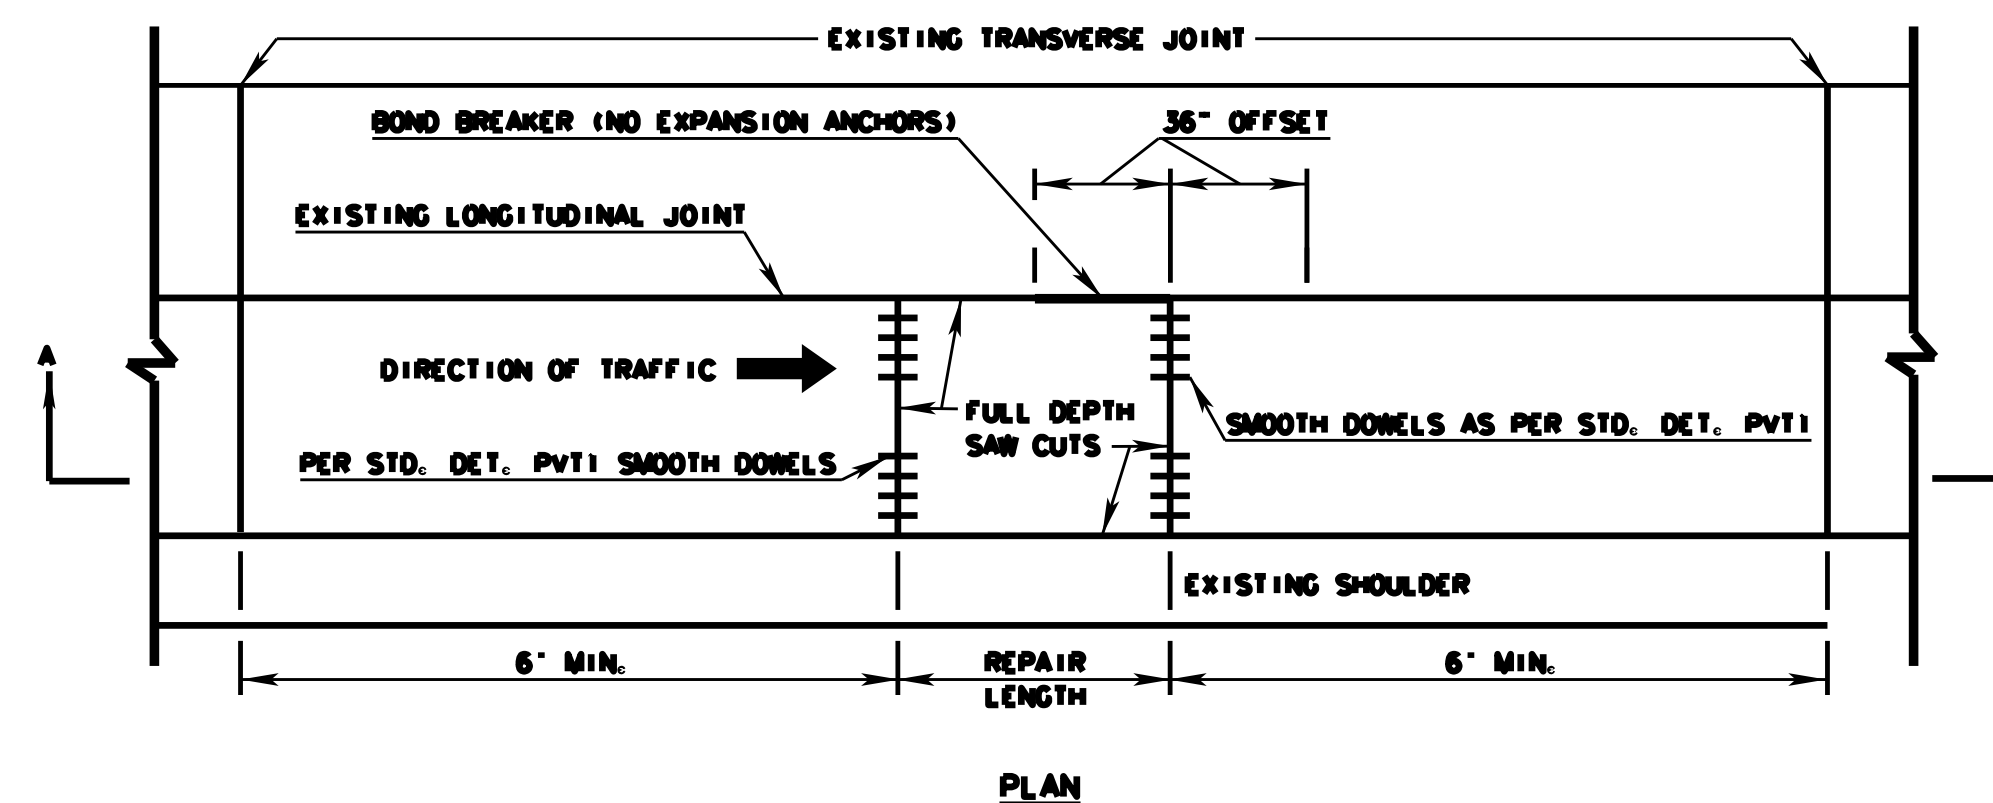 EXISTING TRANSVERSE JOINT
BOND BREAKER (NO EXPANSION ANCHORS)
36" OFFSET
EXISTING LONGITUDINAL JOINT
A
DIRECTION OF TRAFFIC
FULL DEPTH
SAW CUTS
SMOOTH DOWELS AS PER STD. DET. PVT1
PER STD. DET. PVT1 SMOOTH DOWELS
EXISTING SHOULDER
6' MIN.
REPAIR
LENGTH
6' MIN.
PLAN